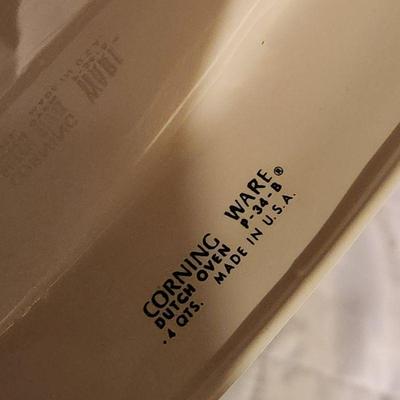 CORNING WARE®
DUTCH OVEN P-34-B
.4 QTS. MADE IN U.S.A.